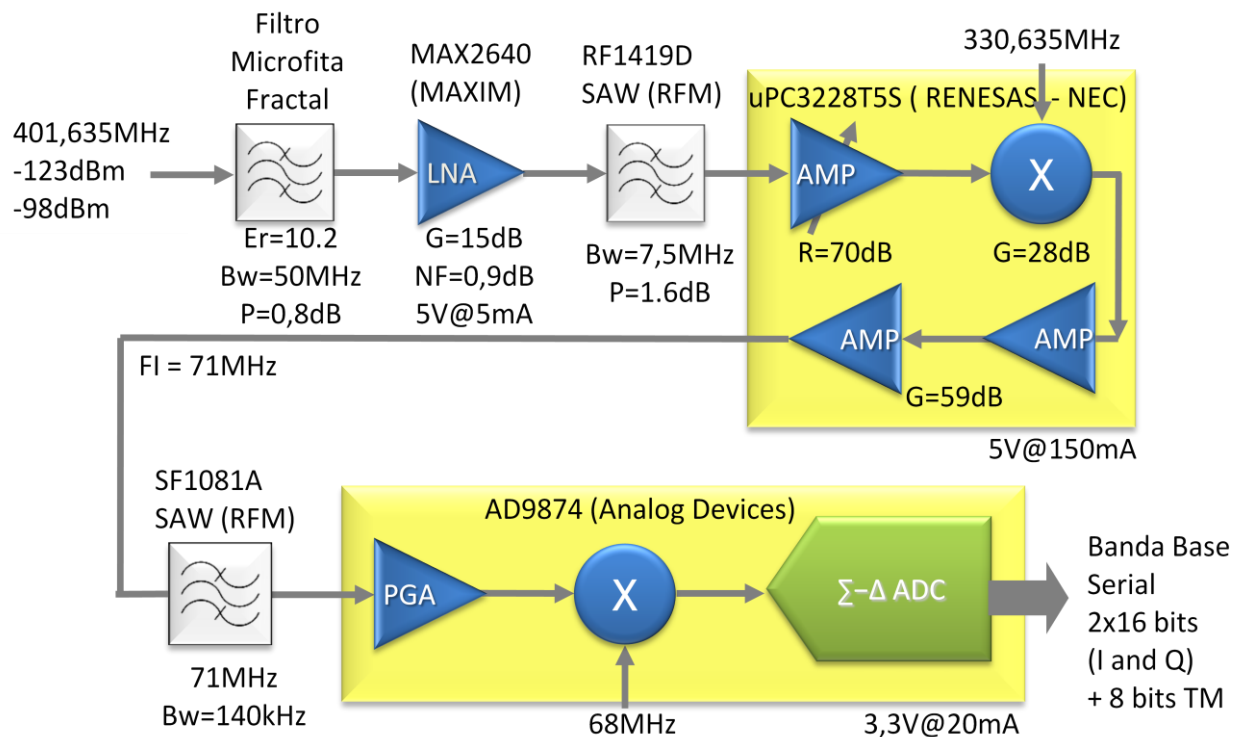 Filtro
Microfita
Fractal
MAX2640
(MAXIM)
RF1419D
SAW (RFM)
330,635MHz
uPC3228T5S ( RENESAS - NEC)
401,635MHz
-123dBm
-98dBm
LNA
AMP
X
Er=10.2
Bw=50MHz
P=0,8dB
G=15dB
NF=0,9dB
5V@5mA
Bw=7,5MHz
P=1.6dB
R=70dB
G=28dB
AMP
AMP
G=59dB
FI = 71MHz
5V@150mA
SF1081A
SAW (RFM)
71MHz
Bw=140kHz
AD9874 (Analog Devices)
PGA
X
∑–Δ ADC
68MHz
3,3V@20mA
Banda Base
Serial
2x16 bits
(I and Q)
+ 8 bits TM